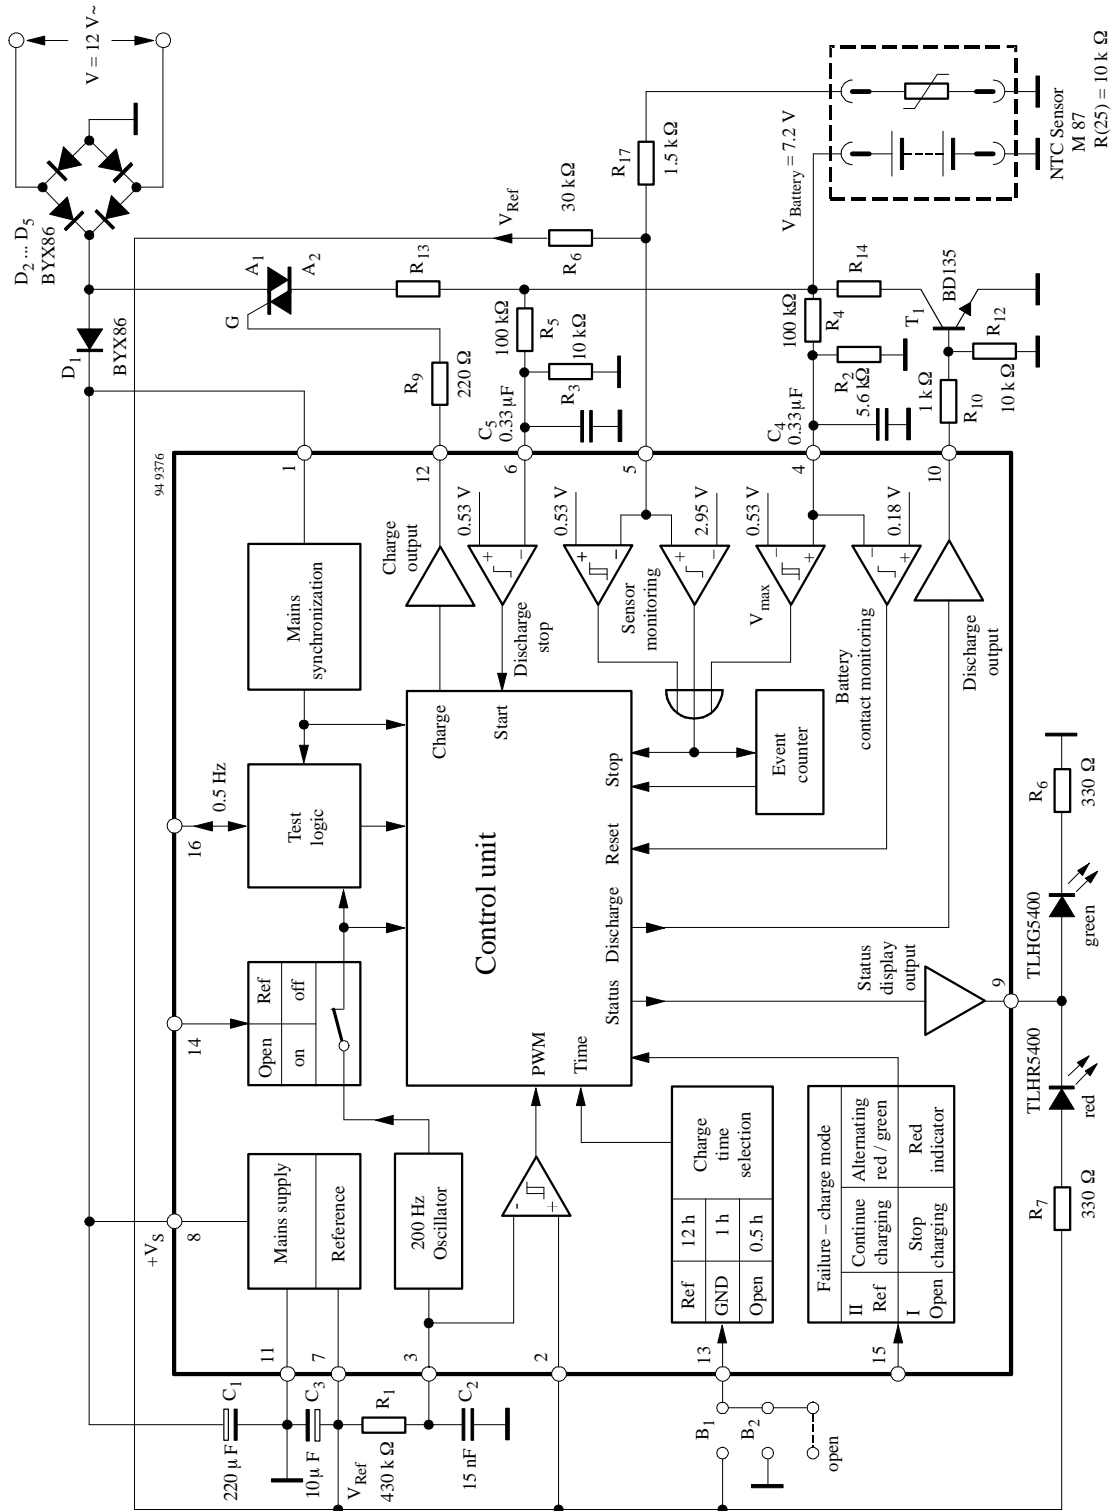 V = 12 V~
D2 ... D5
BYX86
D1
BYX86
G
A1
A2
R13
R9
220 Ω
VRef
30 kΩ
R6
R17
1.5 kΩ
VBattery = 7.2 V
NTC Sensor
M 87
R(25) = 10 k Ω
100 kΩ
R5
R3
10 kΩ
C5
0.33 µF
100 kΩ
R4
R2
5.6 kΩ
C4
0.33 µF
R14
T1
BD135
R12
10 kΩ
1 kΩ
R10
94 9376
1
12
6
5
4
10
Mains
synchronization
Charge
output
0.53 V
+
−
Discharge
stop
0.53 V
+
−
2.95 V
+
−
Sensor
monitoring
0.53 V
−
+
Vmax
0.18 V
−
+
Battery
contact monitoring
Discharge
output
16
0.5 Hz
Test
logic
14
Open
Ref
on
off
Control unit
Charge
Start
Stop
Reset
Discharge
Status
PWM
Time
Event
counter
Status
display
output
9
+VS
8
Mains supply
Reference
200 Hz
Oscillator
-
+
Charge
time
selection
Ref
12 h
GND
1 h
Open
0.5 h
Failure – charge mode
II
Ref
Continue
charging
Alternating
red / green
I
Open
Stop
charging
Red
indicator
11
7
3
2
13
15
C1
220 µ F
C3
10 µ F
VRef
R1
430 k Ω
C2
15 nF
B1
B2
open
R7
330 Ω
TLHR5400
red
TLHG5400
green
R6
330 Ω